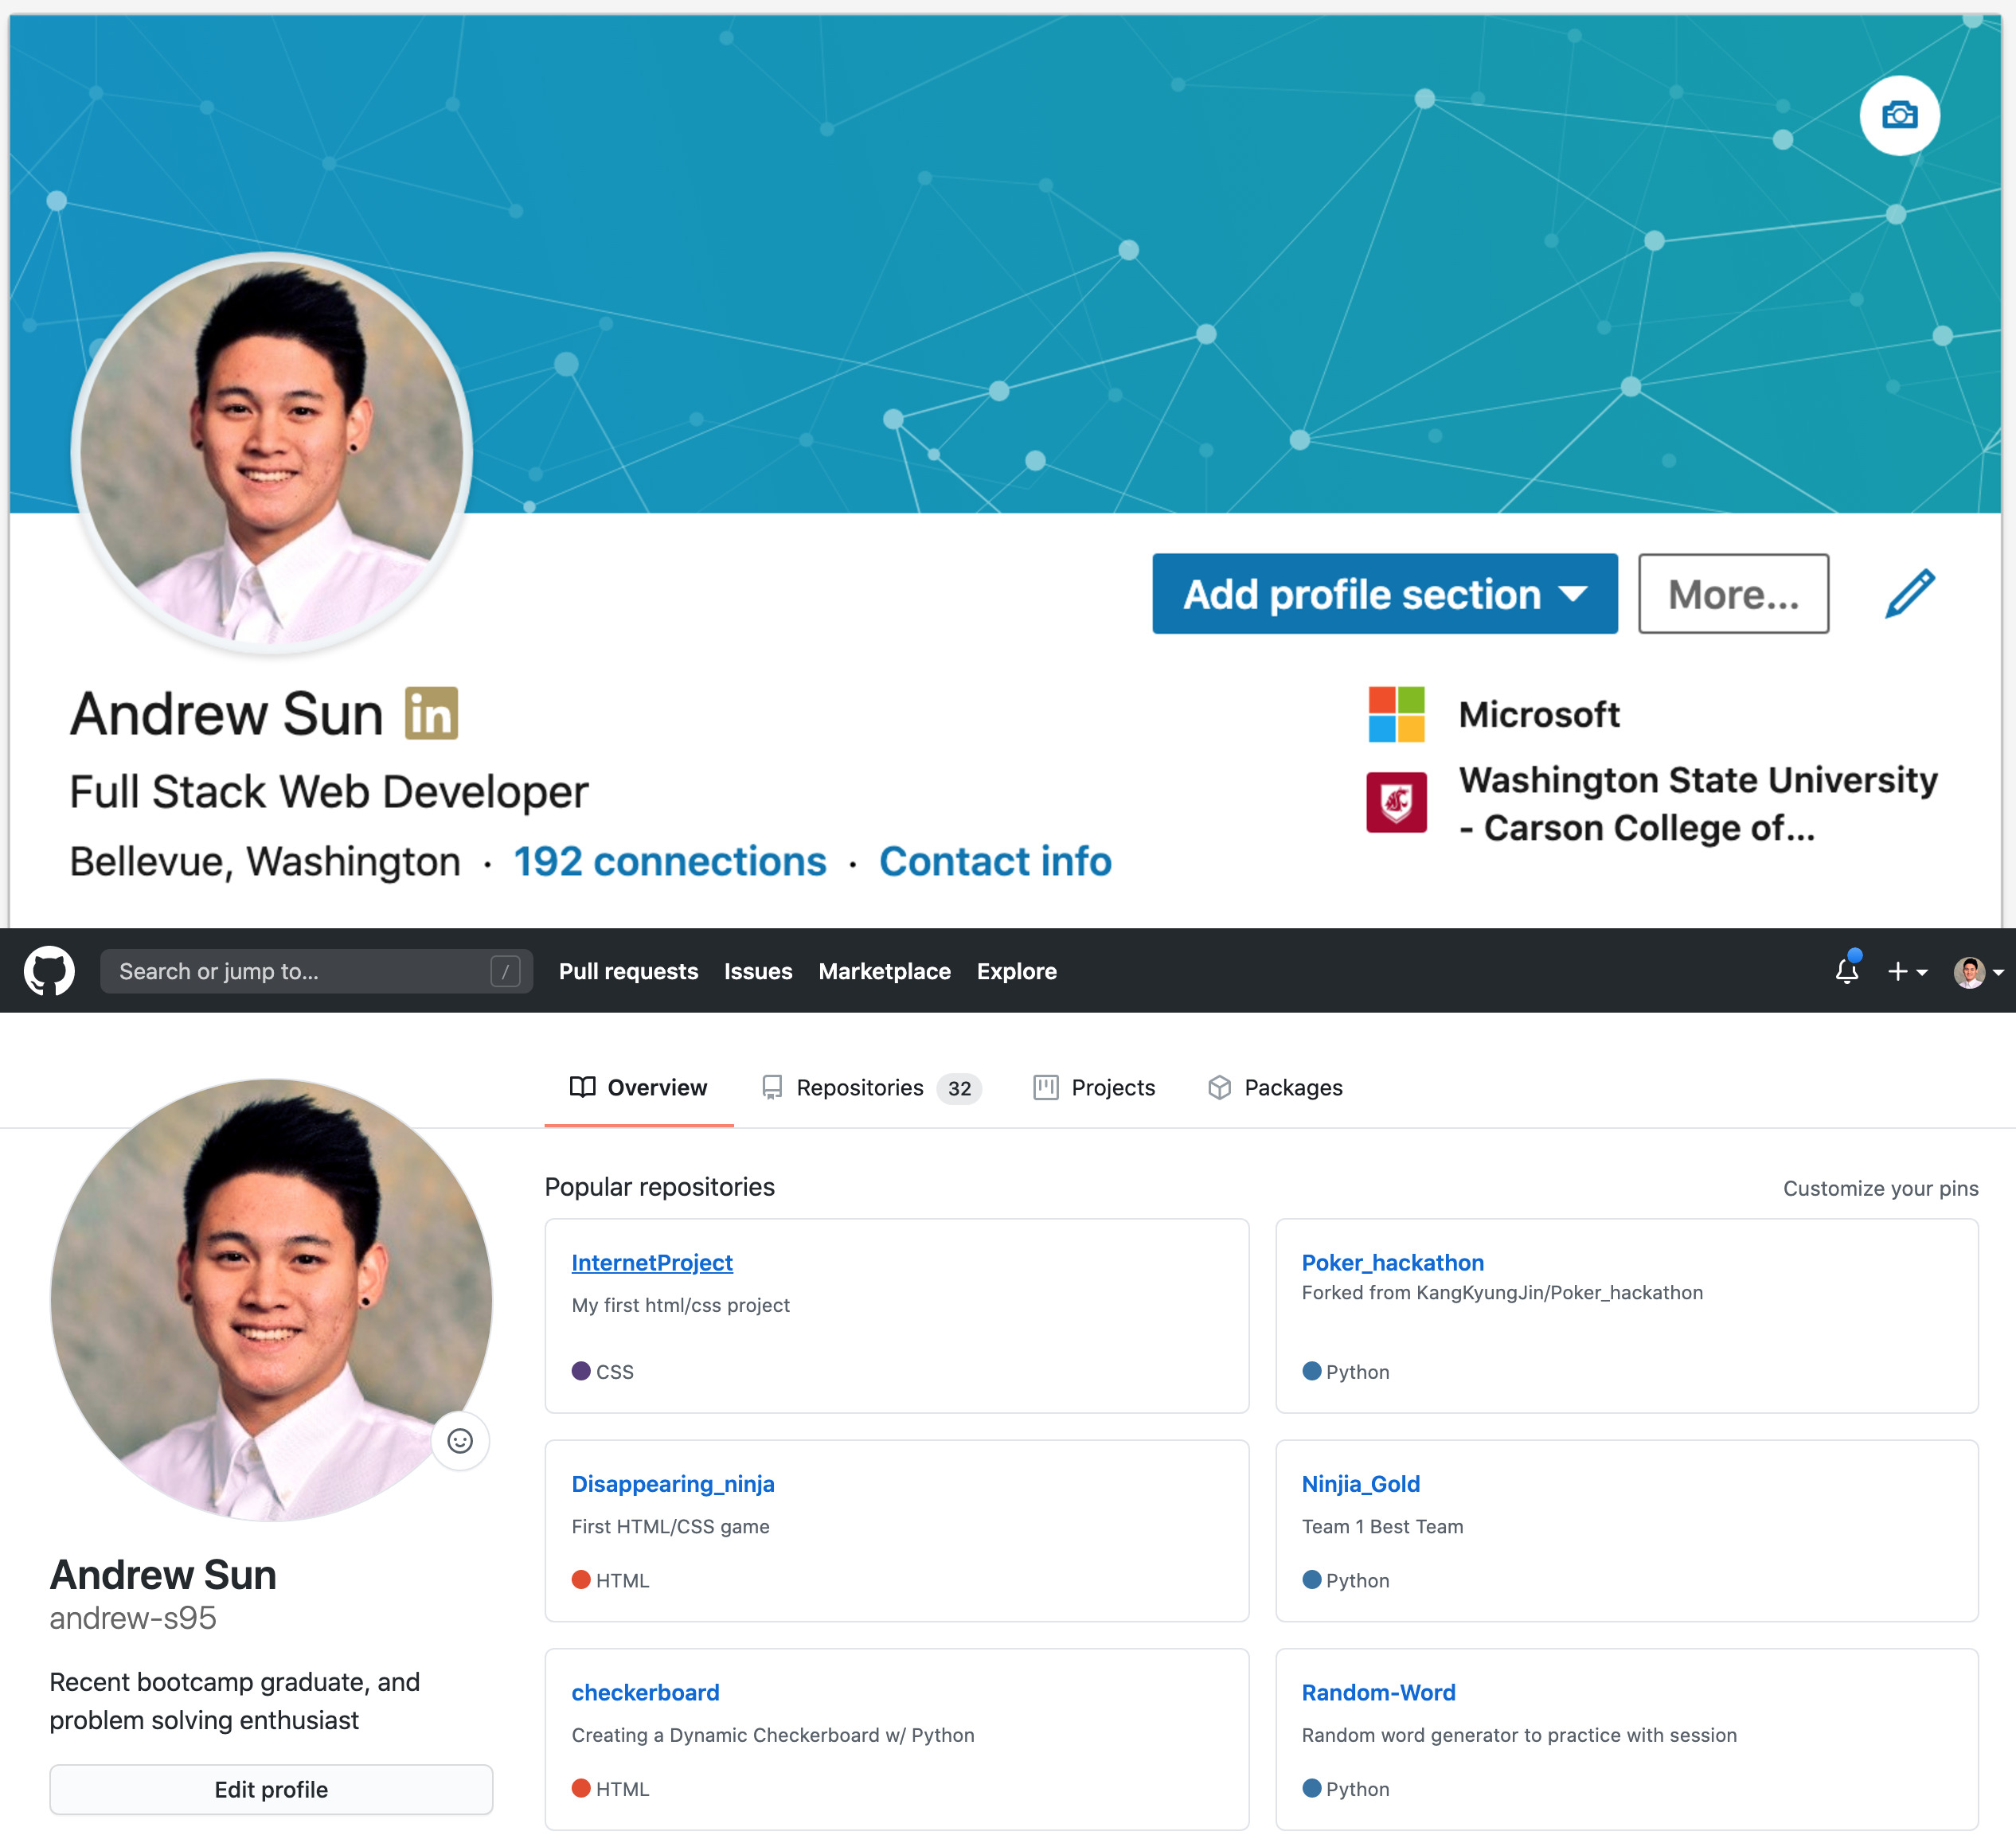 Andrew Sun in
Full Stack Web Developer
Bellevue, Washington · 192 connections · Contact info
Add profile section More...
Microsoft
Washington State University
- Carson College of...
Search or jump to... / Pull requests Issues Marketplace Explore
Overview Repositories 32 Projects Packages
Andrew Sun
andrew-s95
Recent bootcamp graduate, and
problem solving enthusiast
Edit profile
Popular repositories Customize your pins
InternetProject
My first html/css project
CSS
Poker_hackathon
Forked from KangKyungJin/Poker_hackathon
Python
Disappearing_ninja
First HTML/CSS game
HTML
Ninjia_Gold
Team 1 Best Team
Python
checkerboard
Creating a Dynamic Checkerboard w/ Python
HTML
Random-Word
Random word generator to practice with session
Python